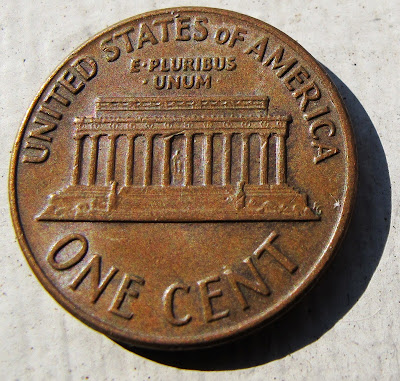 UNITED STATES OF AMERICA
E·PLURIBUS
·UNUM·
ONE CENT